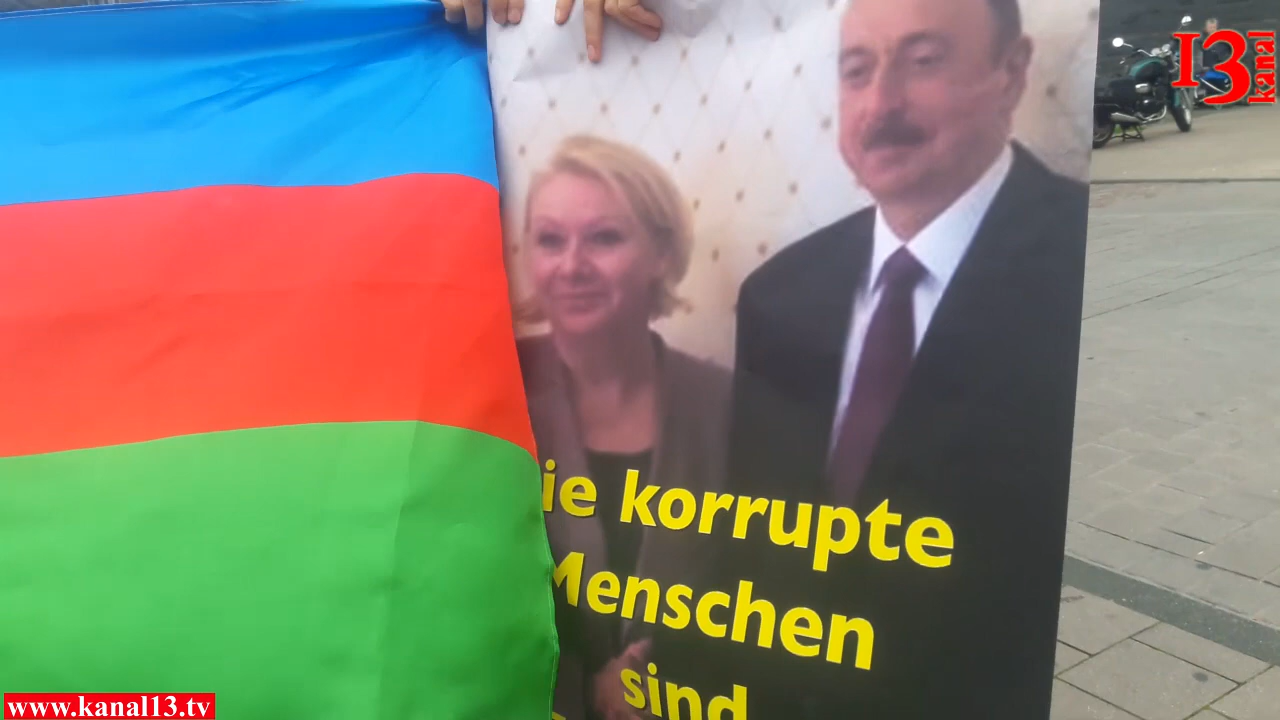 13 kanal
ie korrupte
Menschen
sind
www.kanal13.tv